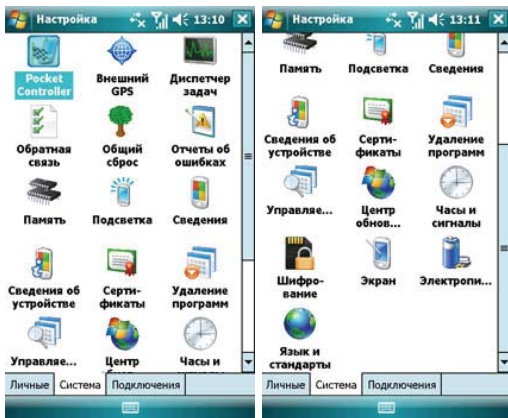 Настройка 13:10
Pocket Внешний Диспетчер
Controller GPS задач
Обратная Общий Отчеты об
связь сброс ошибках
Память Подсветка Сведения
Сведения об Серти- Удаление
устройстве фикаты программ
Управляе... Центр Часы и
Личные Система Подключения
Настройка 13:11
Память Подсветка Сведения
Сведения об Серти- Удаление
устройстве фикаты программ
Управляе... Центр Часы и
обнов... сигналы
Шифро- Экран Электропи...
вание
Язык и
стандарты
Личные Система Подключения